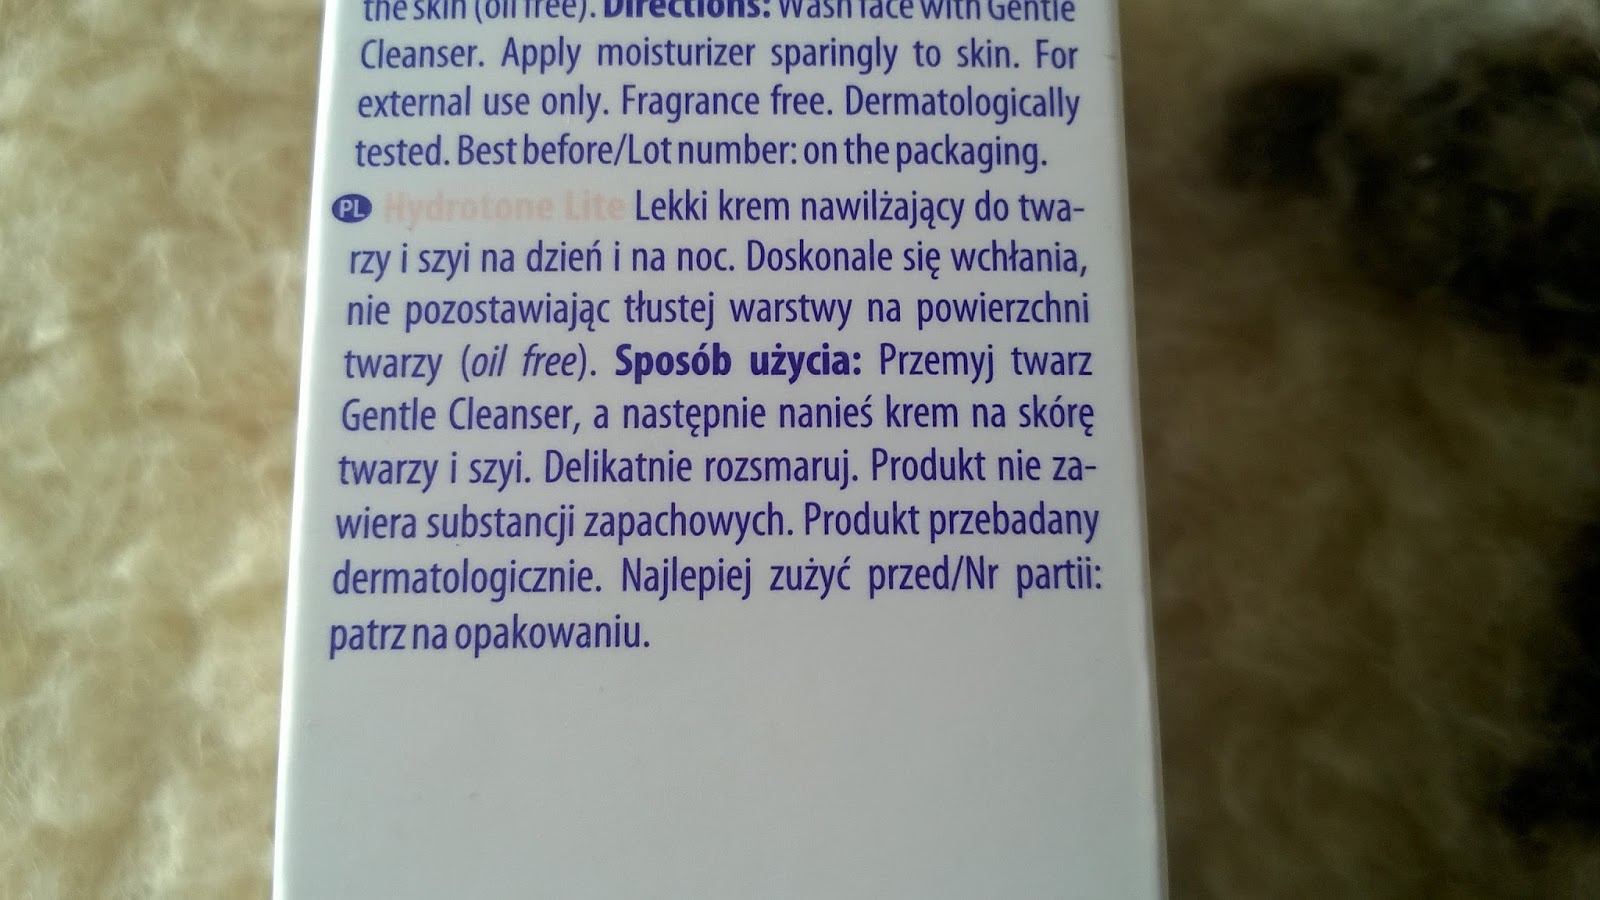 the skin (oil free). Directions: Wash face with Gentle
Cleanser. Apply moisturizer sparingly to skin. For
external use only. Fragrance free. Dermatologically
tested. Best before/Lot number: on the packaging.
PL Hydrotone Lite Lekki krem nawilżający do twa-
rzy i szyi na dzień i na noc. Doskonale się wchłania,
nie pozostawiając tłustej warstwy na powierzchni
twarzy (oil free). Sposób użycia: Przemyj twarz
Gentle Cleanser, a następnie nanieś krem na skórę
twarzy i szyi. Delikatnie rozsmaruj. Produkt nie za-
wiera substancji zapachowych. Produkt przebadany
dermatologicznie. Najlepiej zużyć przed/Nr partii:
patrz na opakowaniu.